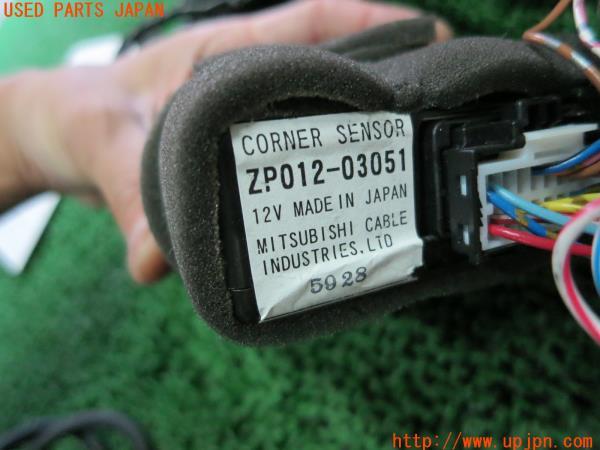 USED PARTS JAPAN
CORNER SENSOR
ZP012-03051
12V MADE IN JAPAN
MITSUBISHI CABLE
INDUSTRIES,LTD
5928
http://www.upjpn.com/